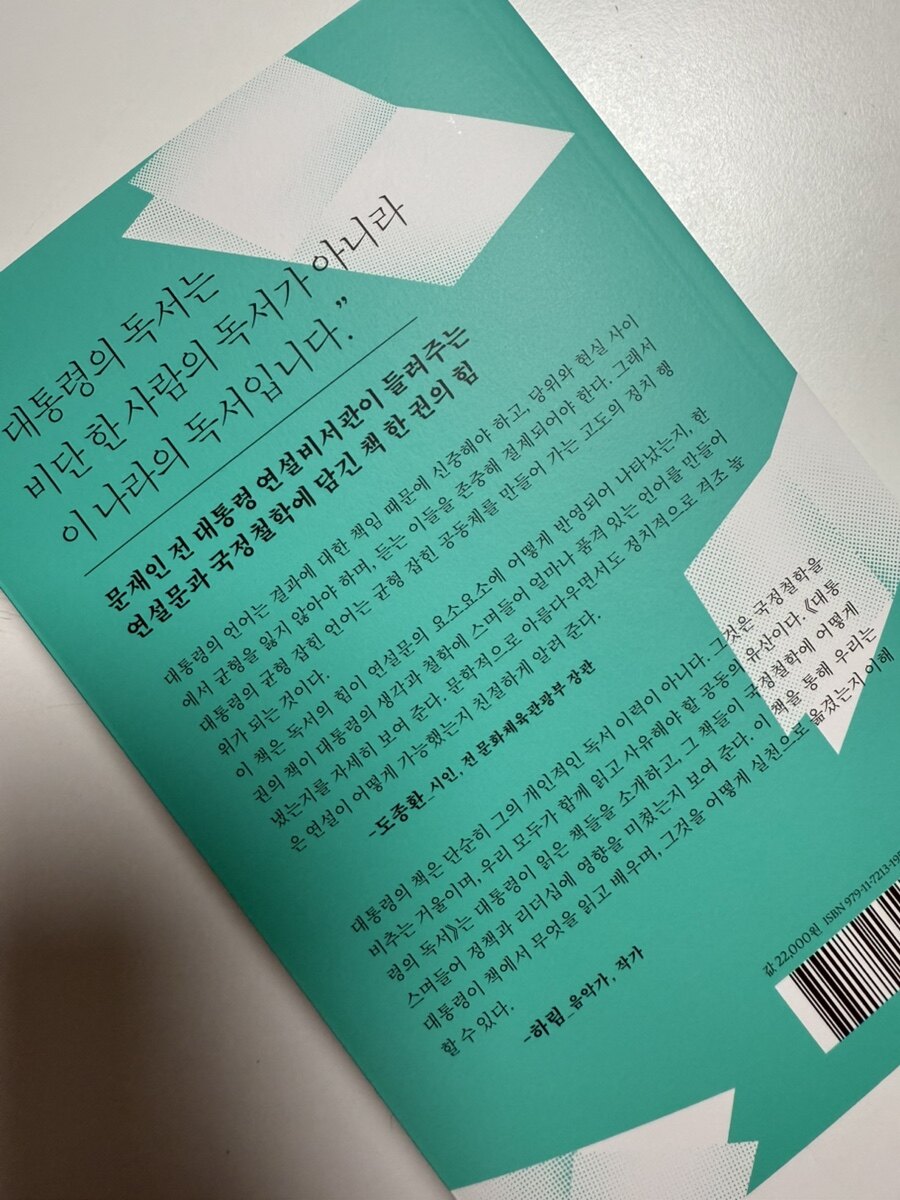 대통령의 독서는
비단 한 사람의 독서가 아니라
이 나라의 독서입니다.”
문재인 전 대통령 연설비서관이 들려주는
연설문과 국정철학에 담긴 책 한 권의 힘
대통령의 언어는 결과에 대한 책임 때문에 신중해야 하고, 당위와 현실 사이
에서 균형을 잃지 않아야 하며, 듣는 이들을 존중해 절제되어야 한다. 그래서
대통령의 균형 잡힌 언어는 균형 잡힌 공동체를 만들어 가는 고도의 정치 행
위가 되는 것이다.
이 책은 독서의 힘이 연설문의 요소요소에 어떻게 반영되어 나타났는지, 한
권의 책이 대통령의 생각과 철학에 스며들어 얼마나 품격 있는 언어를 만들어
냈는지를 자세히 보여 준다. 문학적으로 아름다우면서도 정치적으로 격조 높
은 연설이 어떻게 가능했는지 친절하게 알려 준다.
-도종환_시인, 전 문화체육관광부 장관
대통령의 책은 단순히 그의 개인적인 독서 이력이 아니다. 그것은 국정철학을
비추는 거울이며, 우리 모두가 함께 읽고 사유해야 할 공동의 유산이다. 《대통
령의 독서》는 대통령이 읽은 책들을 소개하고, 그 책들이 국정철학에 어떻게
스며들어 정책과 리더십에 영향을 미쳤는지 보여 준다. 이 책을 통해 우리는
대통령이 책에서 무엇을 읽고 배우며, 그것을 어떻게 실천으로 옮겼는지 이해
할 수 있다.
-하림_음악가, 작가
값 22,000원 ISBN 979-11-7213-19